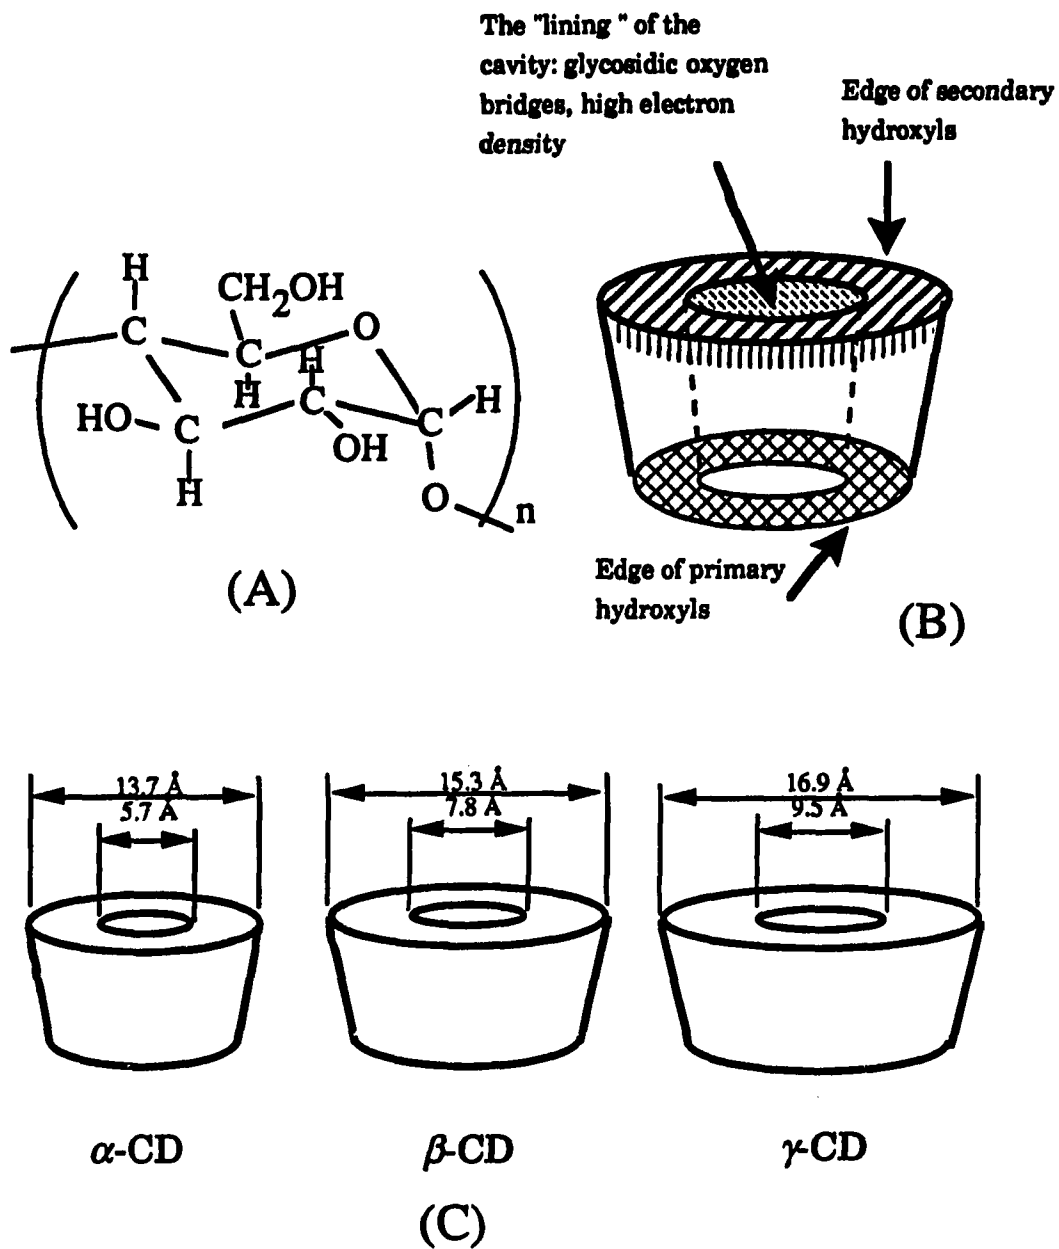 The "lining " of the
cavity: glycosidic oxygen
bridges, high electron
density
Edge of secondary
hydroxyls
H
CH₂OH
C
O
C
H
H
HO
C
C
C
H
OH
H
O
n
(A)
Edge of primary
hydroxyls
(B)
13.7 Å
5.7 Å
15.3 Å
7.8 Å
16.9 Å
9.5 Å
α-CD
β-CD
γ-CD
(C)